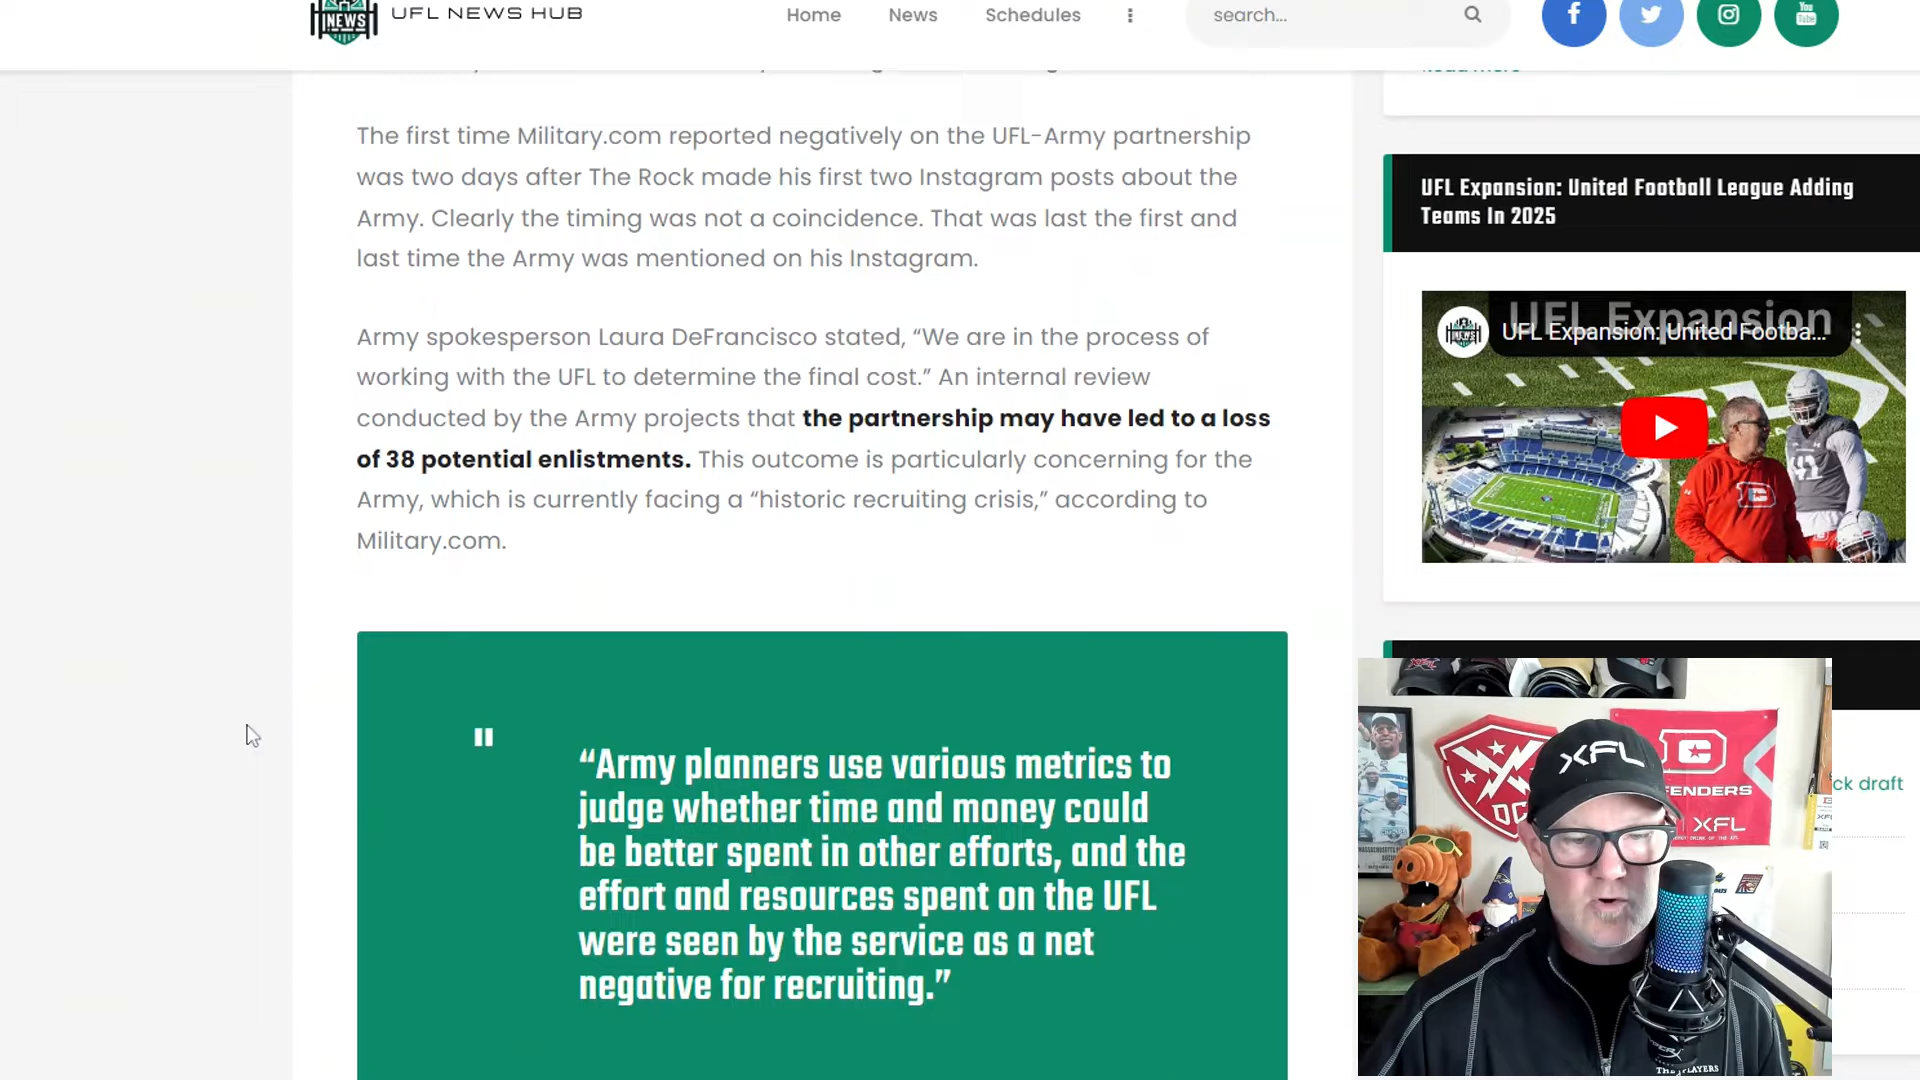 NEWS
UFL NEWS HUB
Home
News
Schedules
search...
You
Tube
The first time Military.com reported negatively on the UFL-Army partnership
was two days after The Rock made his first two Instagram posts about the
Army. Clearly the timing was not a coincidence. That was last the first and
last time the Army was mentioned on his Instagram.
Army spokesperson Laura DeFrancisco stated, “We are in the process of
working with the UFL to determine the final cost.” An internal review
conducted by the Army projects that the partnership may have led to a loss
of 38 potential enlistments. This outcome is particularly concerning for the
Army, which is currently facing a “historic recruiting crisis,” according to
Military.com.
"
“Army planners use various metrics to
judge whether time and money could
be better spent in other efforts, and the
effort and resources spent on the UFL
were seen by the service as a net
negative for recruiting.”
UFL Expansion: United Football League Adding
Teams In 2025
UFL Expansion
UFL Expansion: United Footba...
ck draft
XFL
DC
FENDERS
XFL